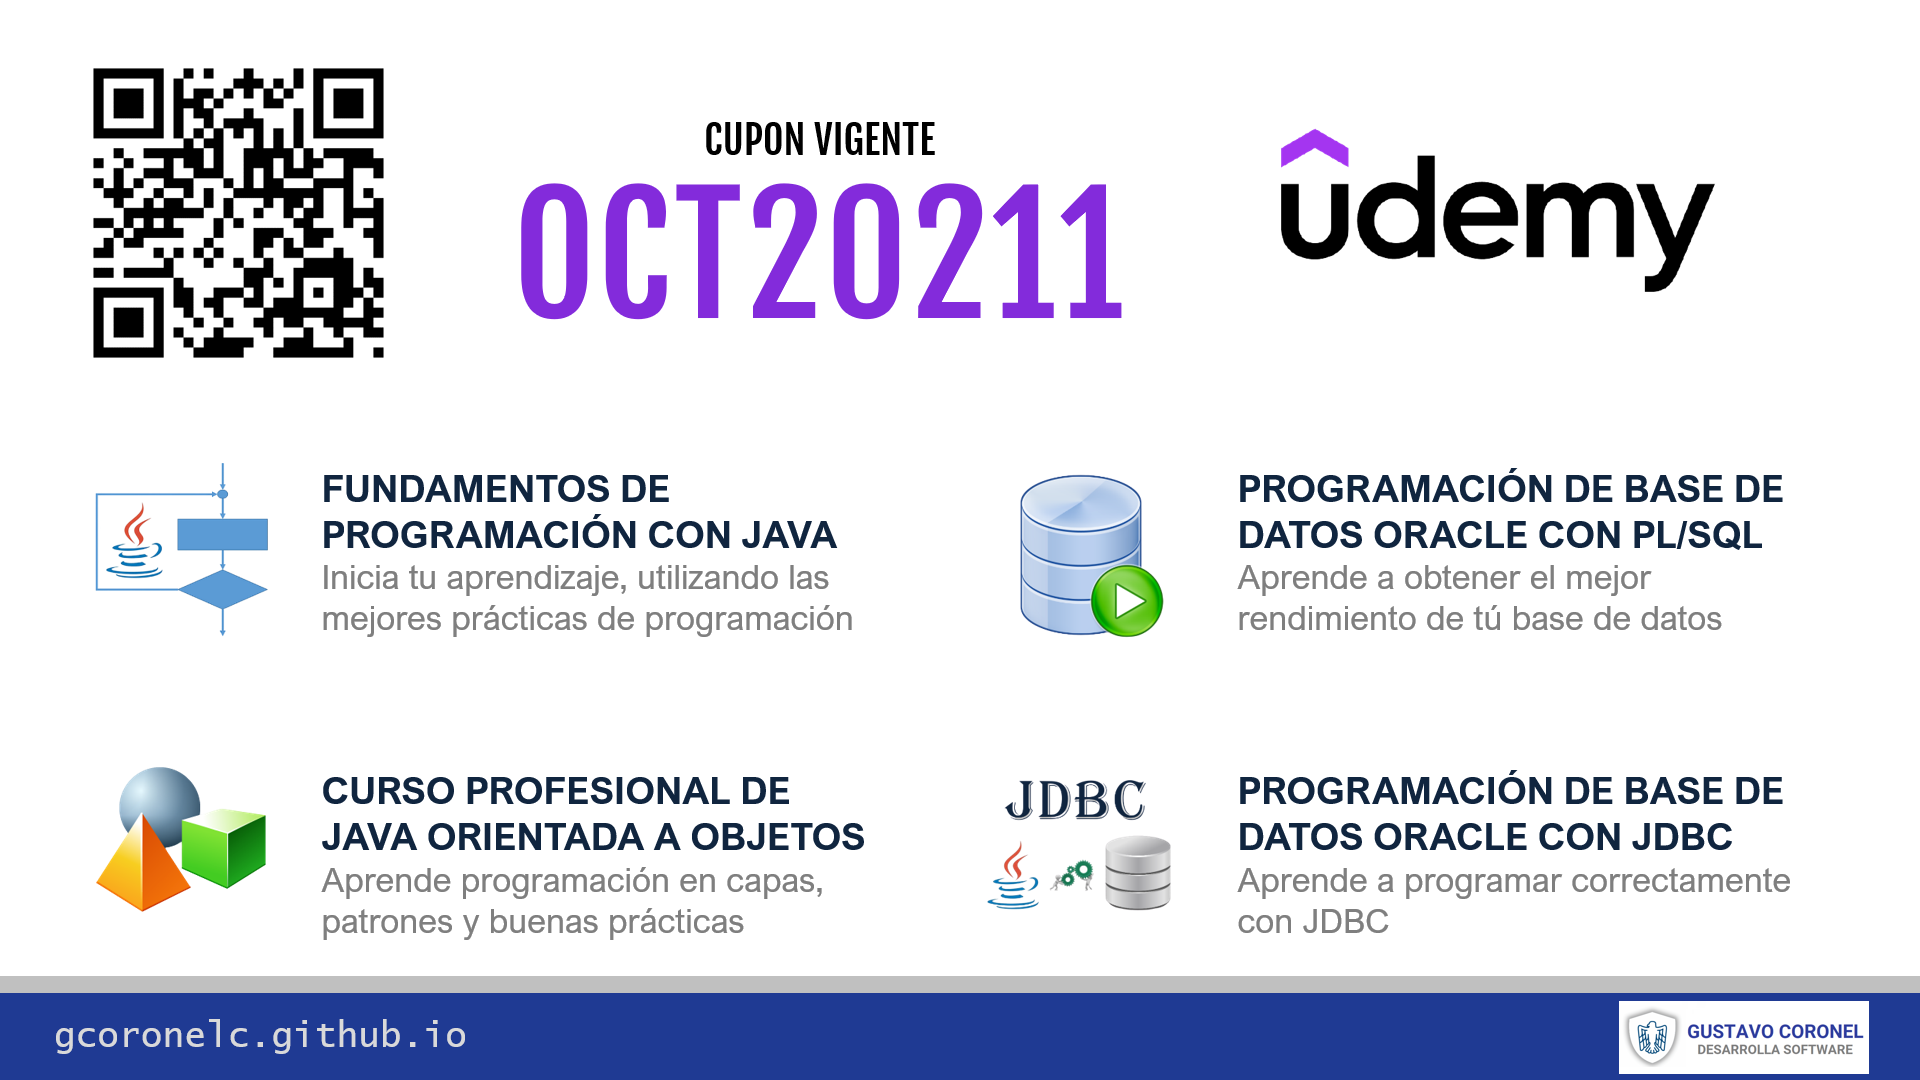 CUPON VIGENTE
OCT20211
udemy
FUNDAMENTOS DE
PROGRAMACIÓN CON JAVA
Inicia tu aprendizaje, utilizando las
mejores prácticas de programación
PROGRAMACIÓN DE BASE DE
DATOS ORACLE CON PL/SQL
Aprende a obtener el mejor
rendimiento de tú base de datos
CURSO PROFESIONAL DE
JAVA ORIENTADA A OBJETOS
Aprende programación en capas,
patrones y buenas prácticas
JDBC
PROGRAMACIÓN DE BASE DE
DATOS ORACLE CON JDBC
Aprende a programar correctamente
con JDBC
gcoronelc.github.io
GUSTAVO CORONEL
DESARROLLA SOFTWARE